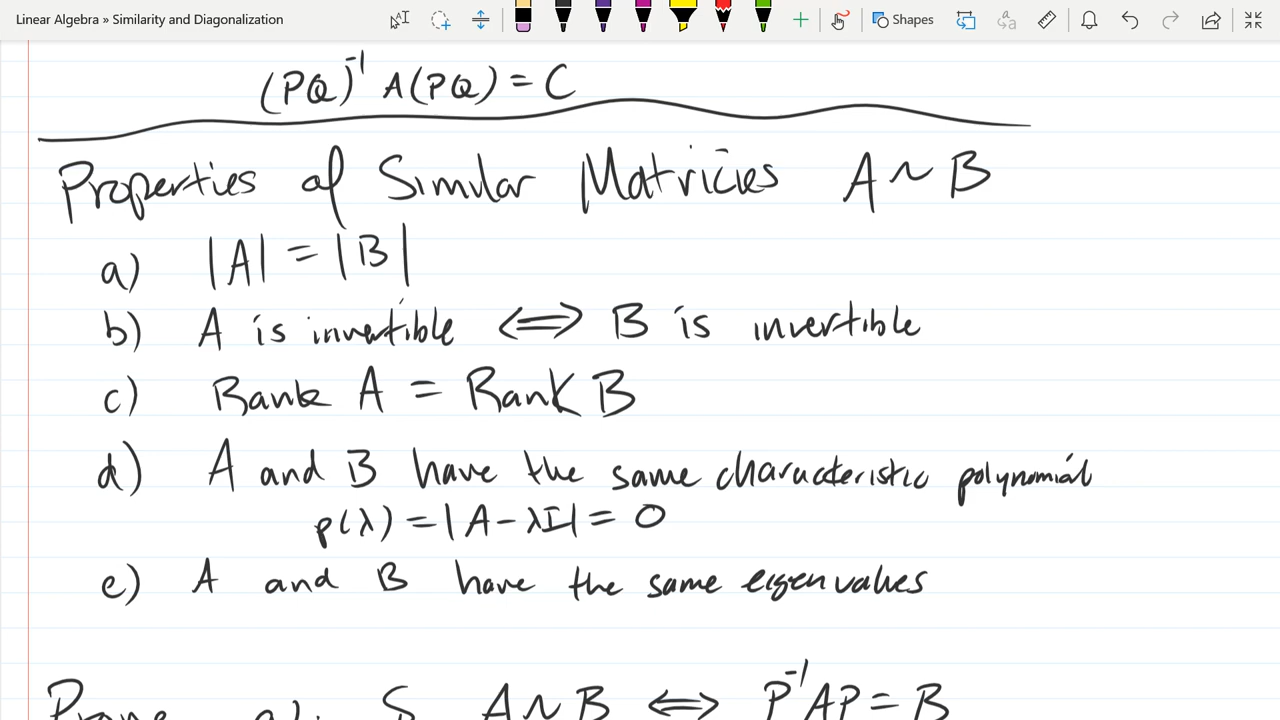 Linear Algebra » Similarity and Diagonalization
Shapes
(PQ)⁻¹ A(PQ) = C
Properties of Similar Matricies A ~ B
a) |A| = |B|
b) A is invertible ⟺ B is invertible
c) Rank A = Rank B
d) A and B have the same characteristic polynomial
p(λ) = |A - λI| = 0
e) A and B have the same eigenvalues
A ~ B ⟺ P⁻¹AP = B